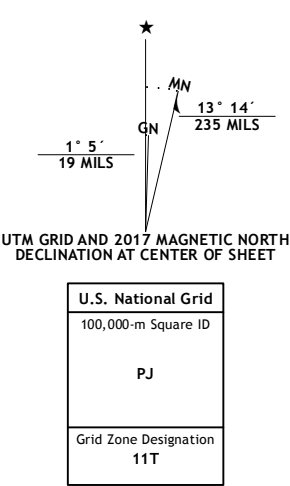 ★
MN
13° 14´
235 MILS
GN
1° 5´
19 MILS
UTM GRID AND 2017 MAGNETIC NORTH
DECLINATION AT CENTER OF SHEET
U.S. National Grid
100,000-m Square ID
PJ
Grid Zone Designation
11T